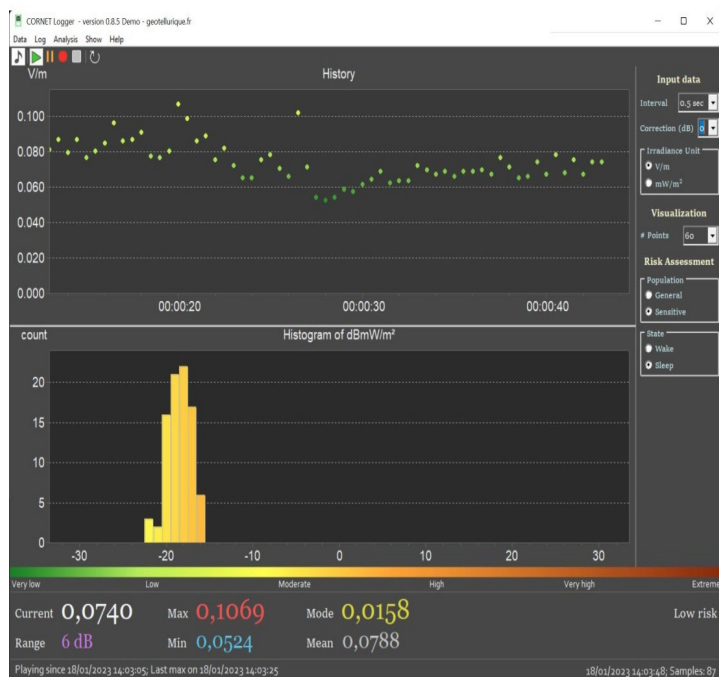 CORNET Logger - version 0.8.5 Demo - geotellurique.fr
Data Log Analysis Show Help
V/m
History
0.100
0.080
0.060
0.040
0.020
0.000
00:00:20 00:00:30 00:00:40
count
Histogram of dBmW/m²
20
15
10
5
0
-30 -20 -10 0 10 20 30
Very low Low Moderate High Very high Extreme
Current 0,0740 Max 0,1069 Mode 0,0158 Low risk
Range 6 dB Min 0,0524 Mean 0,0788
Playing since 18/01/2023 14:03:05; Last max on 18/01/2023 14:03:25
18/01/2023 14:03:48; Samples: 87
Input data
Interval 0.5 sec
Correction (dB) 0
Irradiance Unit
V/m
mW/m²
Visualization
# Points 60
Risk Assessment
Population
General
Sensitive
State
Wake
Sleep